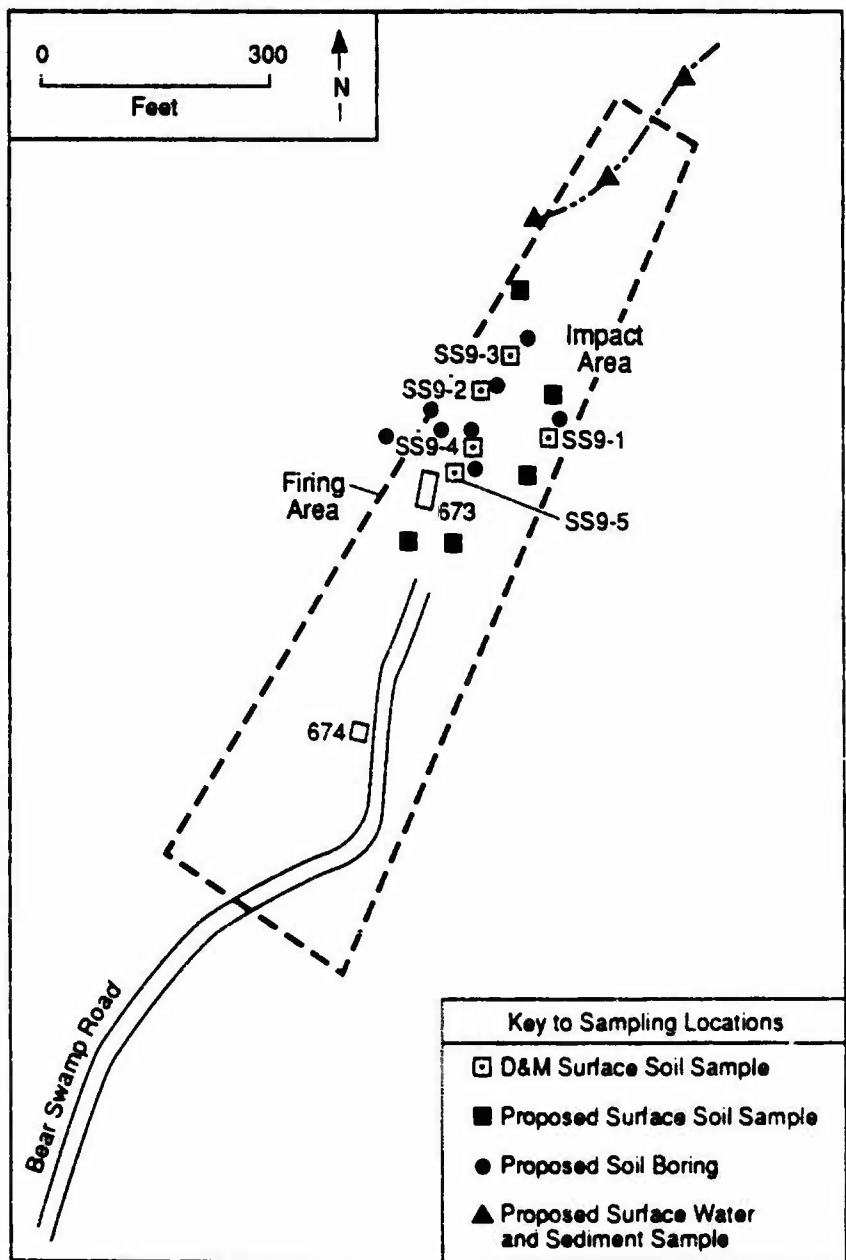 0 300
Feet
N
Impact
Area
SS9-3
SS9-2
SS9-1
SS9-4
Firing
Area
673
SS9-5
674
Bear Swamp Road
Key to Sampling Locations
D&M Surface Soil Sample
Proposed Surface Soil Sample
Proposed Soil Boring
Proposed Surface Water
and Sediment Sample